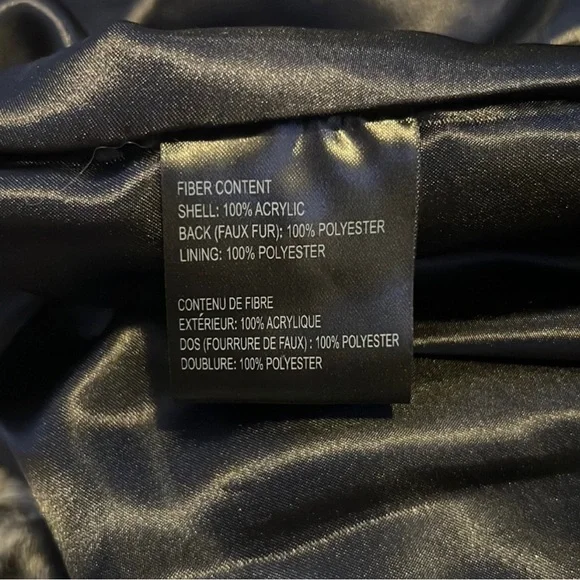 FIBER CONTENT
SHELL: 100% ACRYLIC
BACK (FAUX FUR): 100% POLYESTER
LINING: 100% POLYESTER
CONTENU DE FIBRE
EXTÉRIEUR: 100% ACRYLIQUE
DOS (FOURRURE DE FAUX) : 100% POLYESTER
DOUBLURE: 100% POLYESTER